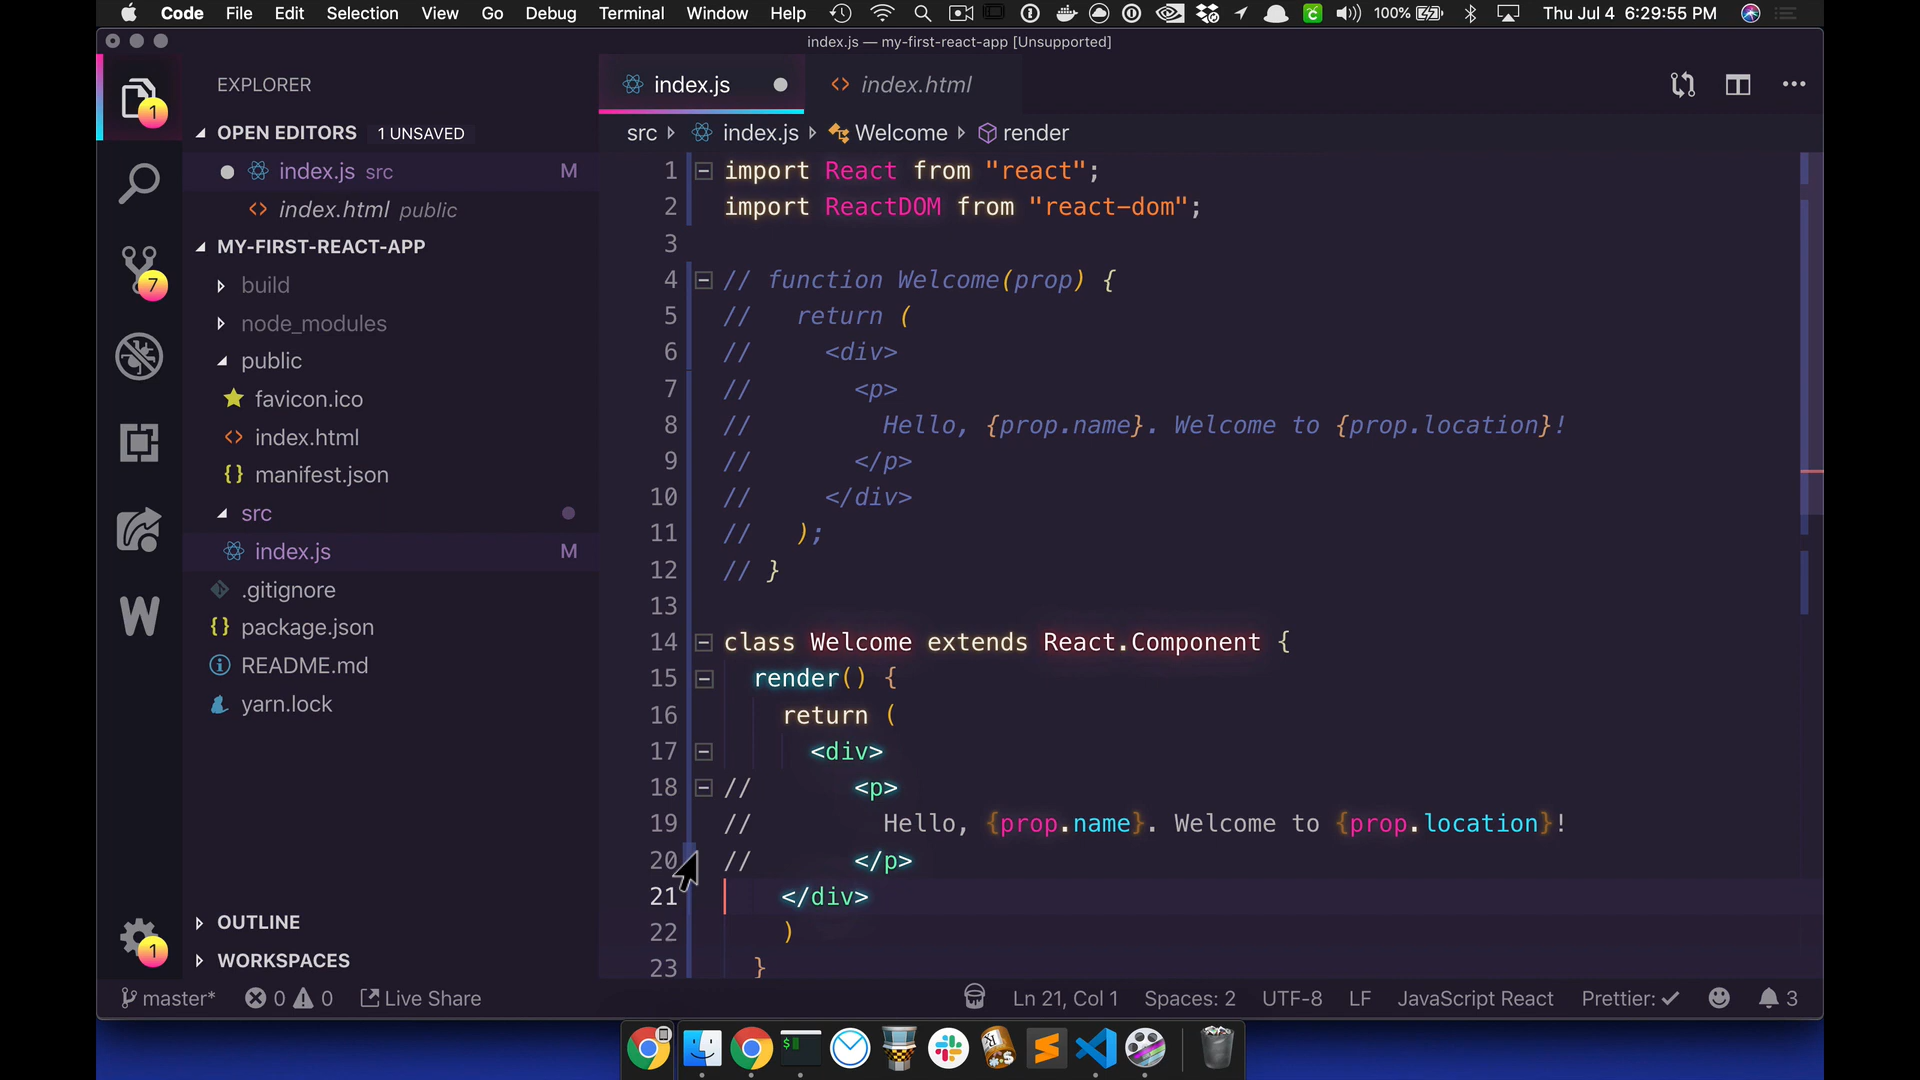 Code File Edit Selection View Go Debug Terminal Window Help 100% Thu Jul 4 6:29:55 PM
index.js — my-first-react-app [Unsupported]
EXPLORER
OPEN EDITORS 1 UNSAVED
index.js src M
index.html public
MY-FIRST-REACT-APP
build
node_modules
public
favicon.ico
index.html
manifest.json
src
index.js M
.gitignore
package.json
README.md
yarn.lock
OUTLINE
WORKSPACES
1
7
1
index.js index.html
src index.js Welcome render
1 import React from "react";
2 import ReactDOM from "react-dom";
3
4 // function Welcome(prop) {
5 //   return (
6 //     <div>
7 //       <p>
8 //         Hello, {prop.name}. Welcome to {prop.location}!
9 //       </p>
10 //     </div>
11 //   );
12 // }
13
14 class Welcome extends React.Component {
15   render() {
16     return (
17       <div>
18 //       <p>
19 //         Hello, {prop.name}. Welcome to {prop.location}!
20 //       </p>
21     </div>
22     )
23   }
master* 0 0 Live Share Ln 21, Col 1 Spaces: 2 UTF-8 LF JavaScript React Prettier: ✓ 3